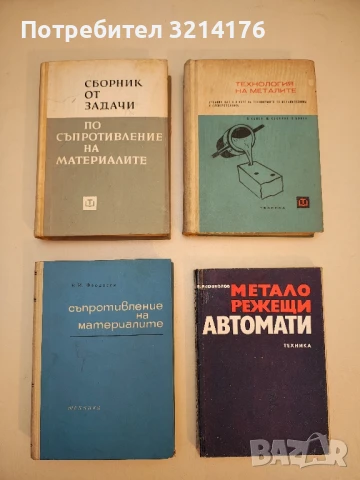 Потребител 3214176
СБОРНИК
ОТ
ЗАДАЧИ
ПО
СЪПРОТИВЛЕНИЕ
НА
МАТЕРИАЛИТЕ
ТЕХНОЛОГИЯ
НА МЕТАЛИТЕ
ТЕХНИКА
съпротивление
на
материалите
МЕТАЛО
РЕЖЕЩИ
АВТОМАТИ
ТЕХНИКА
BAZAR